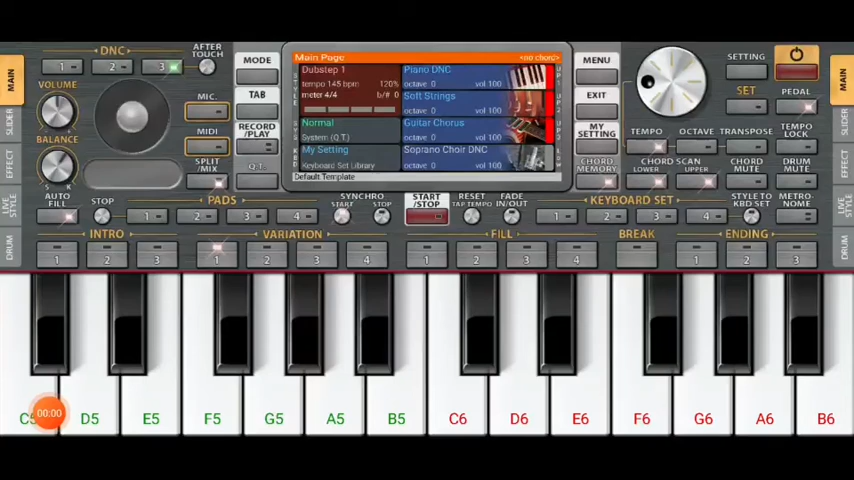 DNC
AFTER
TOUCH
1
2
3
MAIN
SLIDER
EFFECT
LIVE
STYLE
DRUM
VOLUME
BALANCE
S
K
MIC.
MIDI
SPLIT
/MIX
MODE
TAB
RECORD
/PLAY
Q.T.
Main Page
<no chord>
Dubstep 1
tempo 145 bpm 120%
meter 4/4 b/# 0
Normal
System (Q.T.)
My Setting
Keyboard Set Library
Piano DNC
octave 0 vol 100
Soft Strings
octave 0 vol 100
Guitar Chorus
octave 0 vol 100
Soprano Choir DNC
octave 0 vol 100
Default Template
MENU
EXIT
MY
SETTING
CHORD
MEMORY
SETTING
SET
PEDAL
TEMPO
OCTAVE
TRANSPOSE
TEMPO
LOCK
CHORD SCAN
LOWER
UPPER
CHORD
MUTE
DRUM
MUTE
MAIN
SLIDER
EFFECT
LIVE
STYLE
DRUM
AUTO
FILL
STOP
PADS
1
2
3
4
SYNCHRO
START
STOP
START
/STOP
RESET
TAP TEMPO
FADE
IN/OUT
KEYBOARD SET
1
2
3
4
STYLE TO
KBD SET
METRO-
NOME
INTRO
1
2
3
VARIATION
1
2
3
4
FILL
1
2
3
4
BREAK
ENDING
1
2
3
C5
00:00
D5
E5
F5
G5
A5
B5
C6
D6
E6
F6
G6
A6
B6